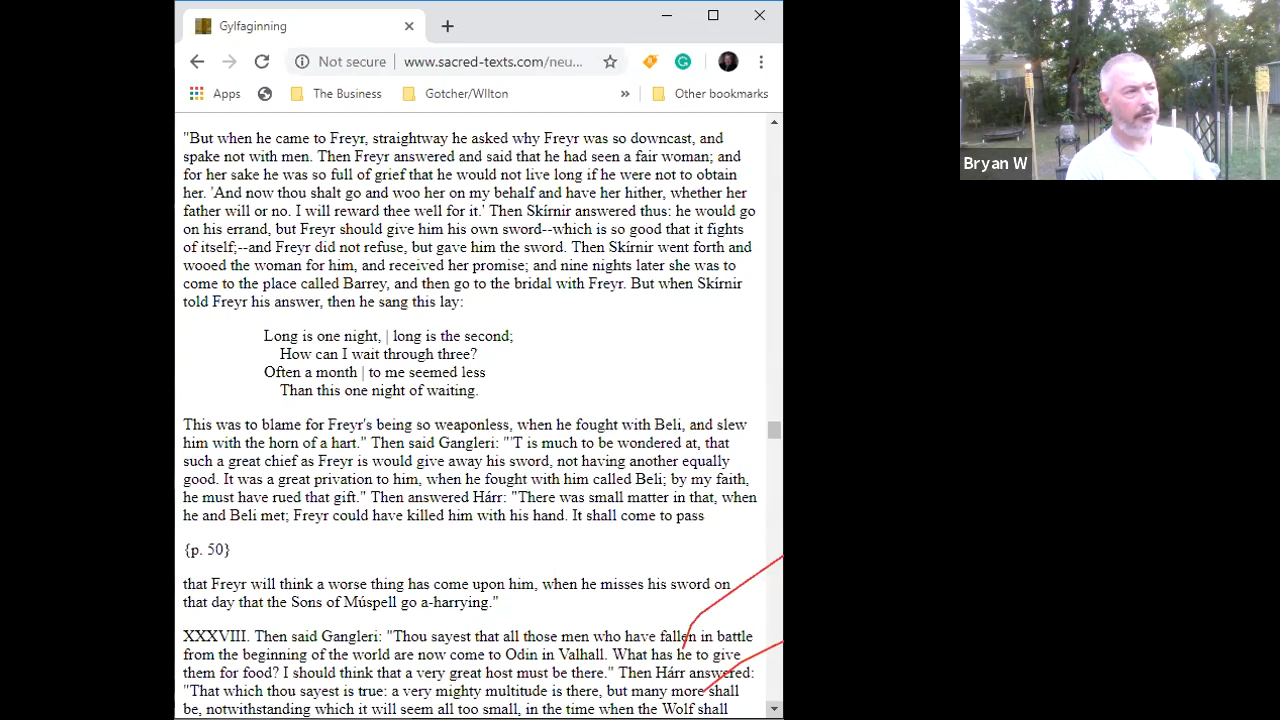 Gylfaginning
Not secure
www.sacred-texts.com/neu...
Apps
The Business
Gotcher/WIlton
»
Other bookmarks
"But when he came to Freyr, straightway he asked why Freyr was so downcast, and
spake not with men. Then Freyr answered and said that he had seen a fair woman; and
for her sake he was so full of grief that he would not live long if he were not to obtain
her. 'And now thou shalt go and woo her on my behalf and have her hither, whether her
father will or no. I will reward thee well for it.' Then Skírnir answered thus: he would go
on his errand, but Freyr should give him his own sword--which is so good that it fights
of itself;--and Freyr did not refuse, but gave him the sword. Then Skírnir went forth and
wooed the woman for him, and received her promise; and nine nights later she was to
come to the place called Barrey, and then go to the bridal with Freyr. But when Skírnir
told Freyr his answer, then he sang this lay:
Long is one night, | long is the second;
How can I wait through three?
Often a month | to me seemed less
Than this one night of waiting.
This was to blame for Freyr's being so weaponless, when he fought with Beli, and slew
him with the horn of a hart." Then said Gangleri: "'T is much to be wondered at, that
such a great chief as Freyr is would give away his sword, not having another equally
good. It was a great privation to him, when he fought with him called Beli; by my faith,
he must have rued that gift." Then answered Hárr: "There was small matter in that, when
he and Beli met; Freyr could have killed him with his hand. It shall come to pass
{p. 50}
that Freyr will think a worse thing has come upon him, when he misses his sword on
that day that the Sons of Múspell go a-harrying."
XXXVIII. Then said Gangleri: "Thou sayest that all those men who have fallen in battle
from the beginning of the world are now come to Odin in Valhall. What has he to give
them for food? I should think that a very great host must be there." Then Hárr answered:
"That which thou sayest is true: a very mighty multitude is there, but many more shall
be, notwithstanding which it will seem all too small, in the time when the Wolf shall
Bryan W